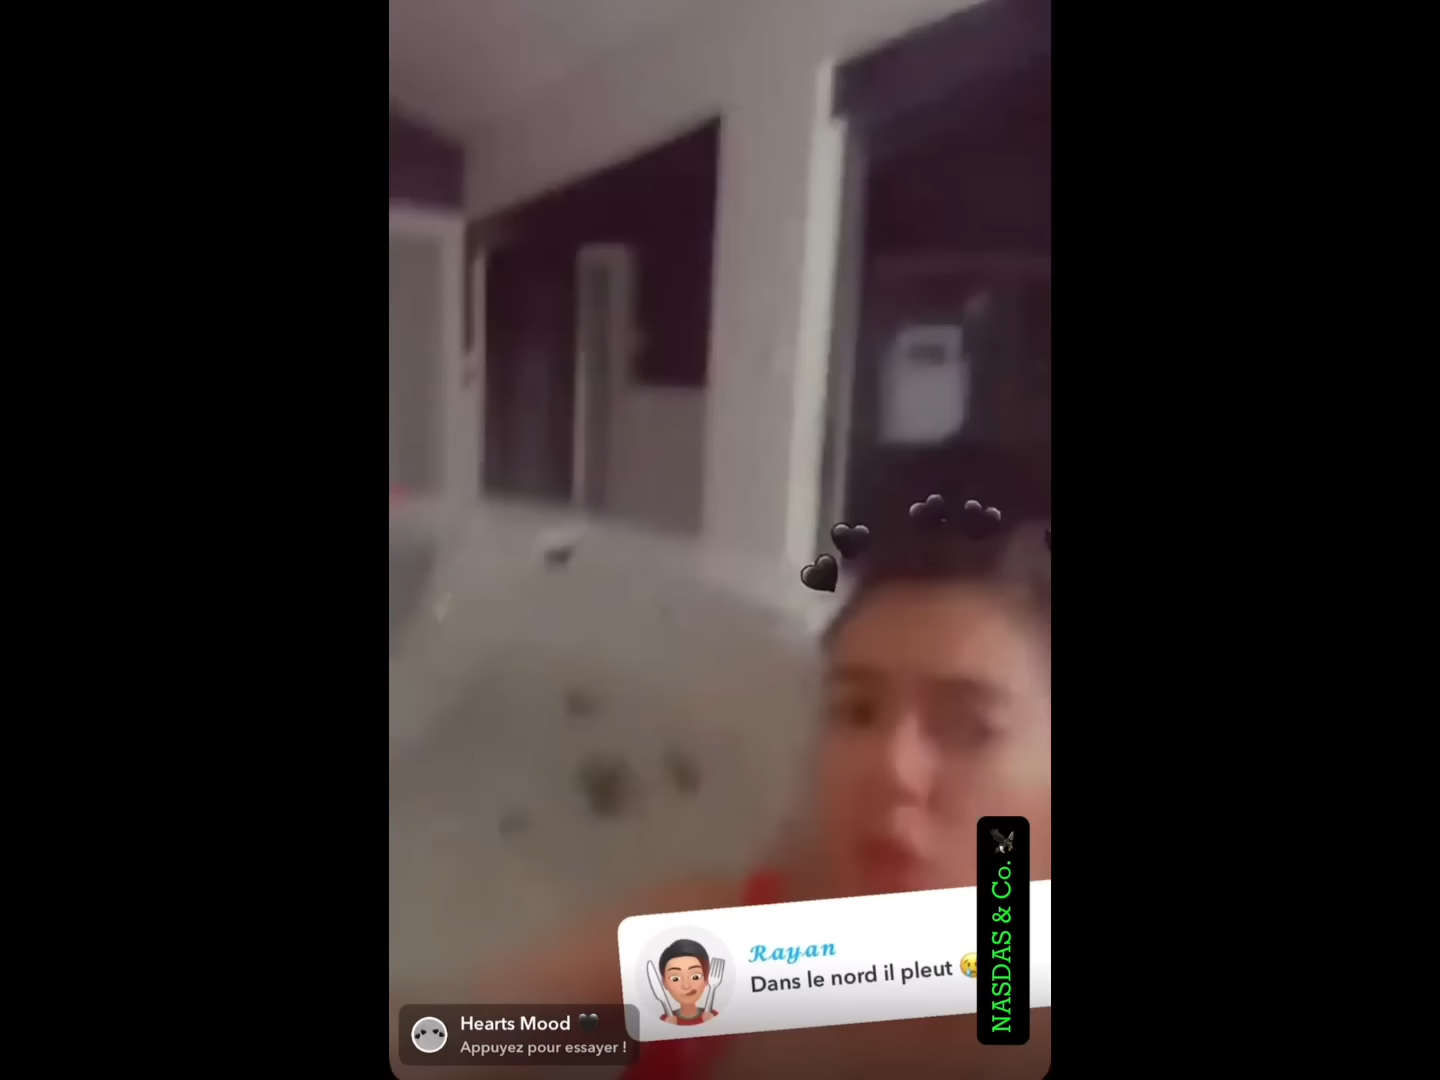 Rayan
Dans le nord il pleut 😢
NASDAS & Co. 🦅
Hearts Mood 🖤
Appuyez pour essayer !